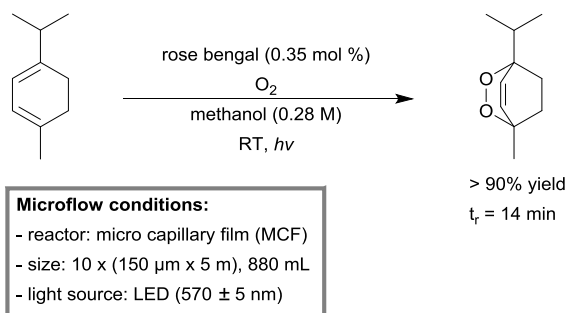 rose bengal (0.35 mol %)
O2
methanol (0.28 M)
RT, hv
O
O
> 90% yield
tr = 14 min
Microflow conditions:
- reactor: micro capillary film (MCF)
- size: 10 x (150 µm x 5 m), 880 mL
- light source: LED (570 ± 5 nm)